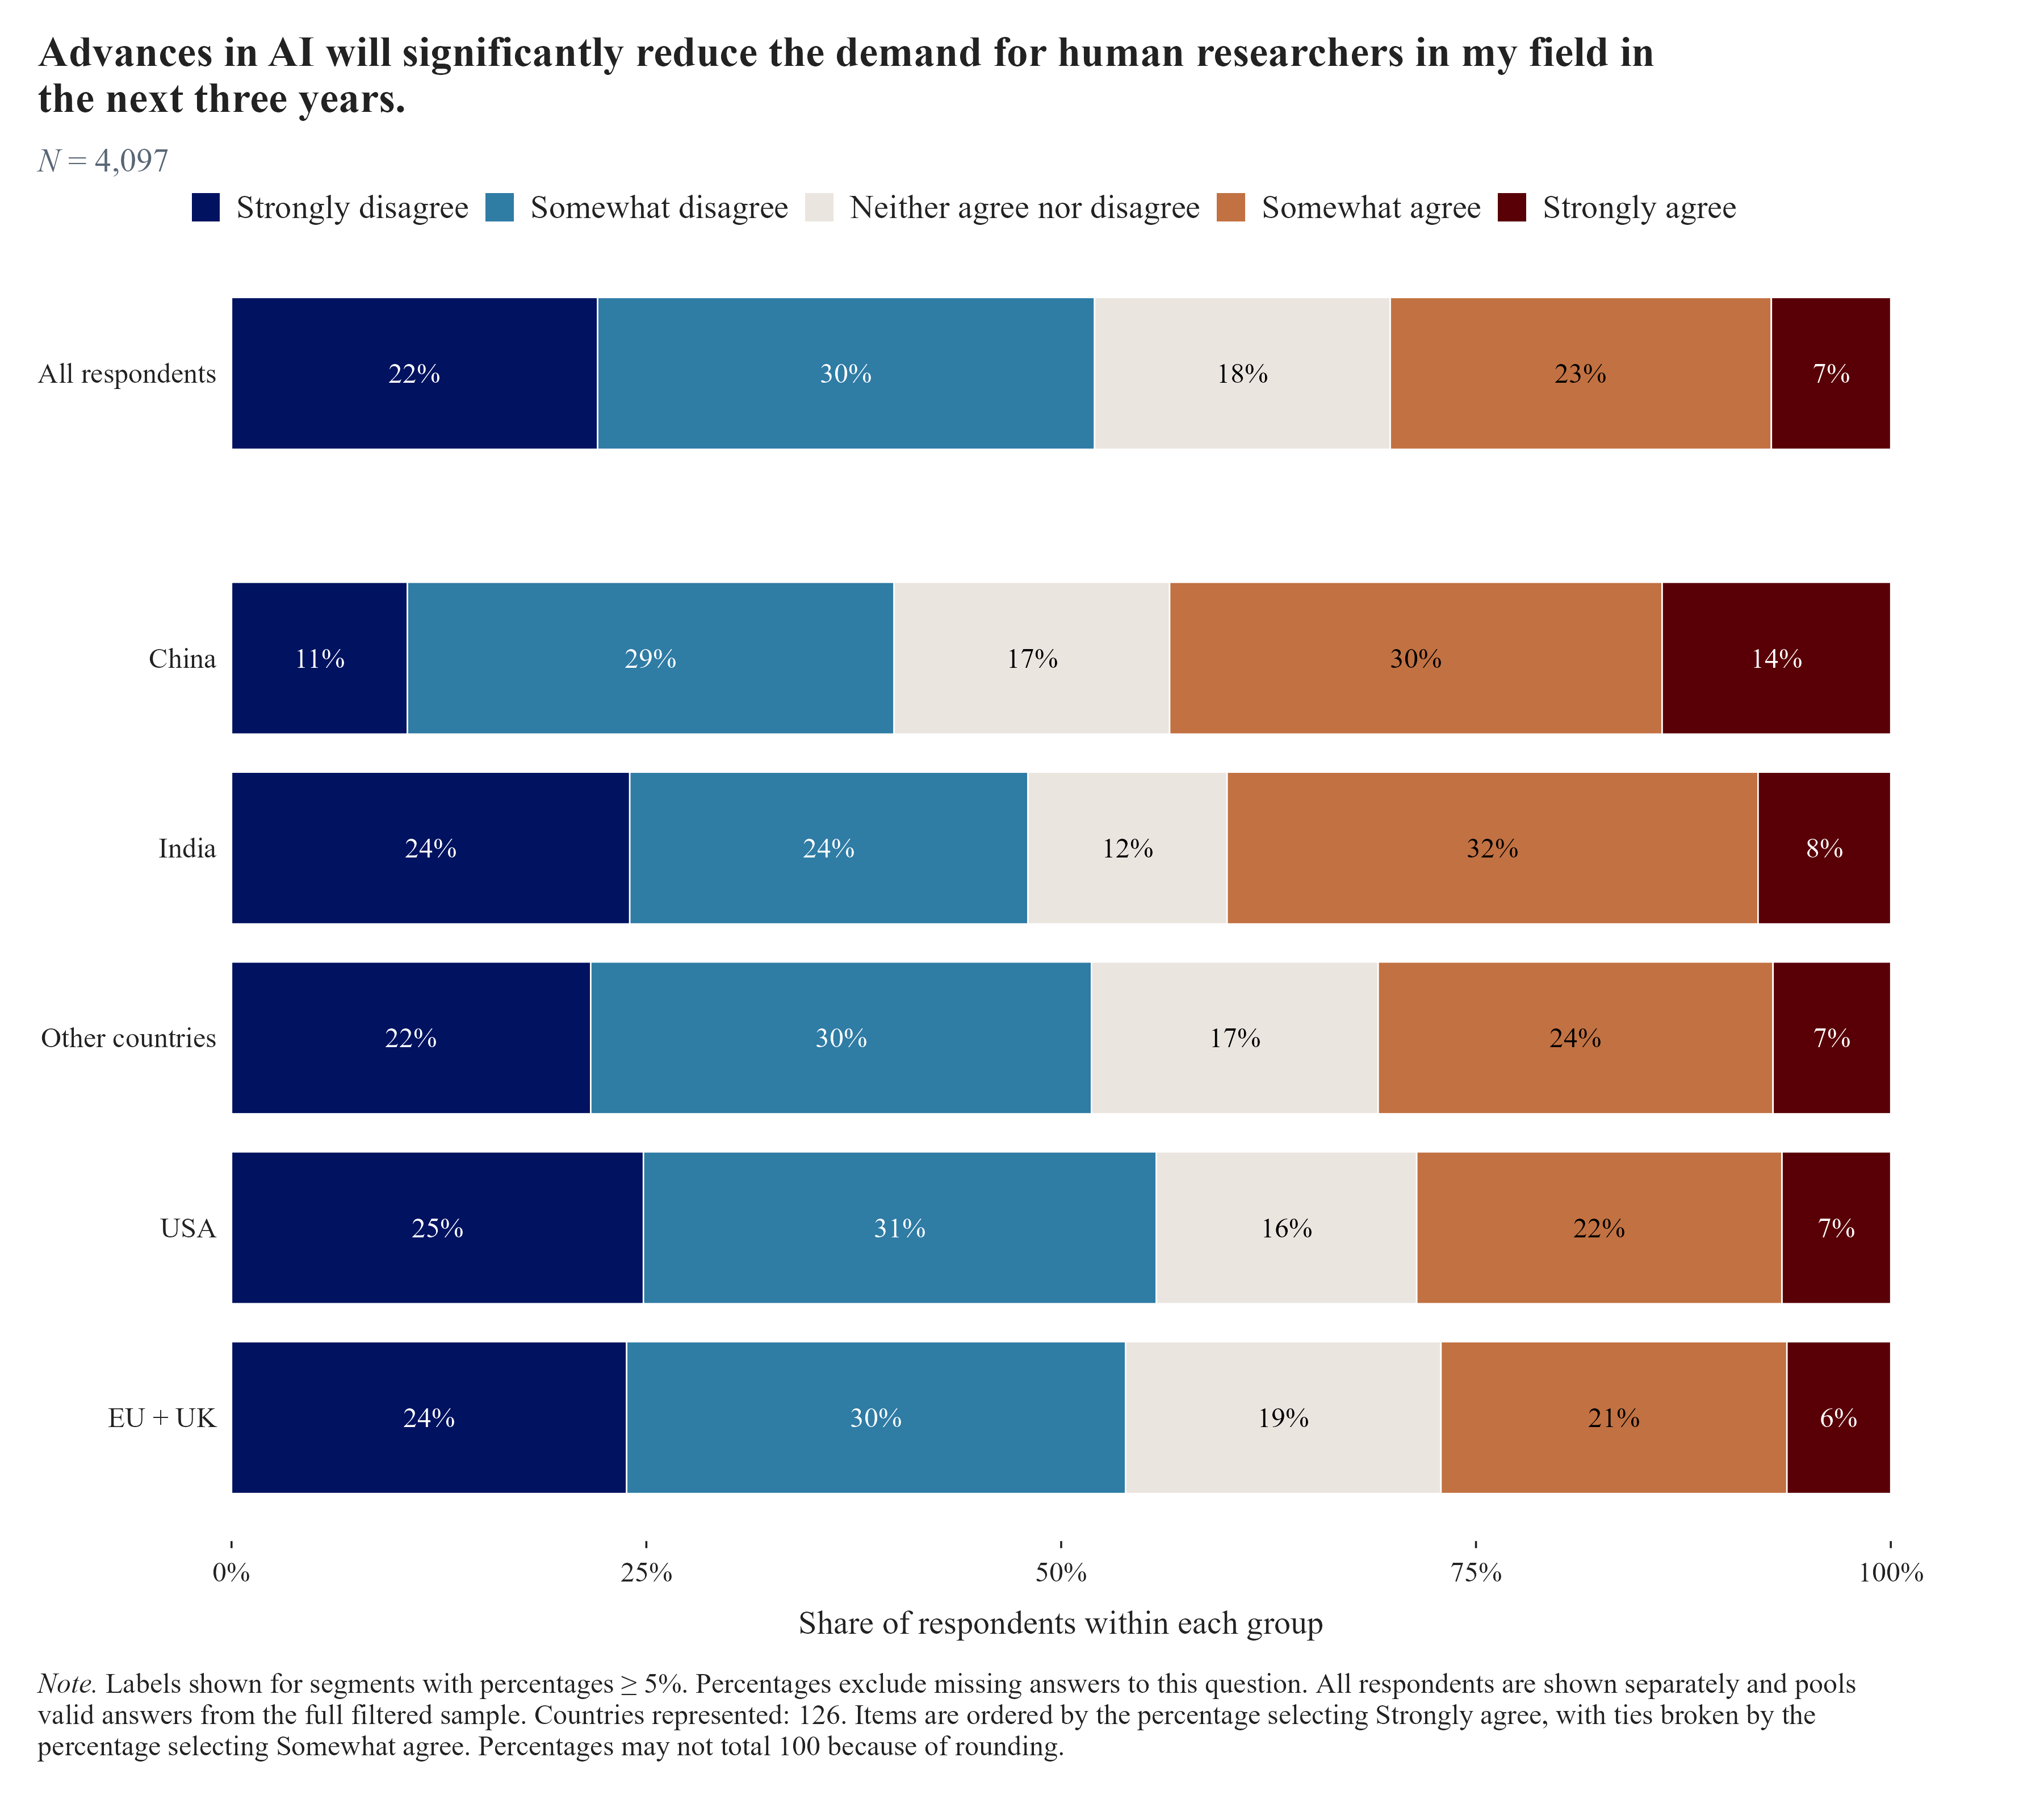 Advances in AI will significantly reduce the demand for human researchers in my field in
the next three years.
N = 4,097
Strongly disagree Somewhat disagree Neither agree nor disagree Somewhat agree Strongly agree
All respondents 22% 30% 18% 23% 7%
China 11% 29% 17% 30% 14%
India 24% 24% 12% 32% 8%
Other countries 22% 30% 17% 24% 7%
USA 25% 31% 16% 22% 7%
EU + UK 24% 30% 19% 21% 6%
0% 25% 50% 75% 100%
Share of respondents within each group
Note. Labels shown for segments with percentages ≥ 5%. Percentages exclude missing answers to this question. All respondents are shown separately and pools
valid answers from the full filtered sample. Countries represented: 126. Items are ordered by the percentage selecting Strongly agree, with ties broken by the
percentage selecting Somewhat agree. Percentages may not total 100 because of rounding.